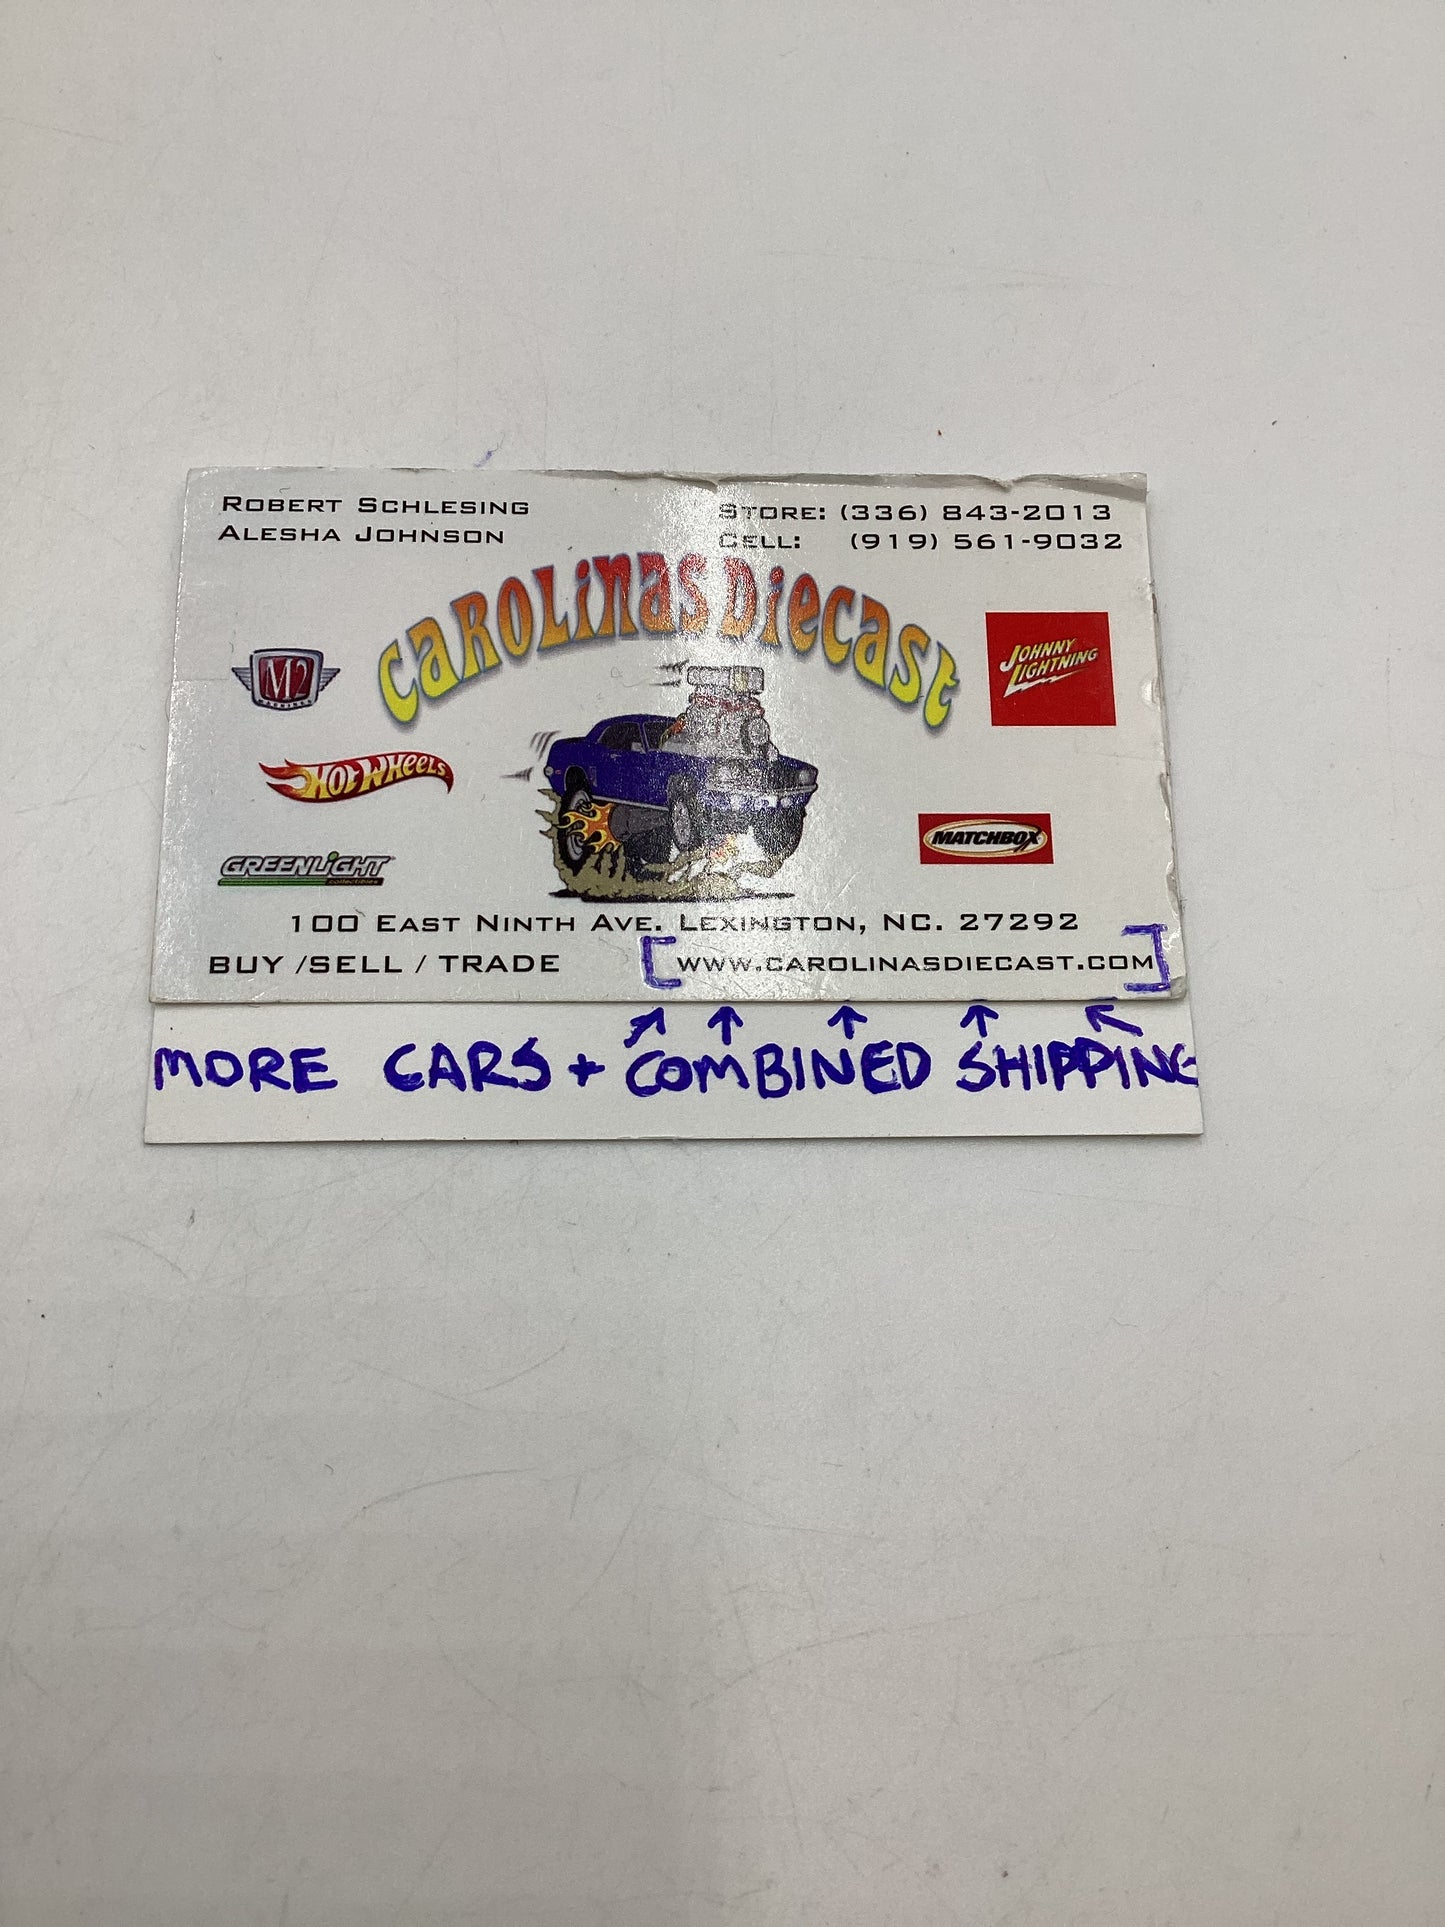 ROBERT SCHLESING
ALESHA JOHNSON
STORE: (336) 843-2013
CELL: (919) 561-9032
CAROLINAS DIECAST
M2
MACHINES
JOHNNY
LIGHTNING
HOT WHEELS
MATCHBOX
GREENLIGHT
collectibles
100 EAST NINTH AVE. LEXINGTON, NC. 27292
BUY /SELL / TRADE
[WWW.CAROLINASDIECAST.COM]
MORE CARS + COMBINED SHIPPING